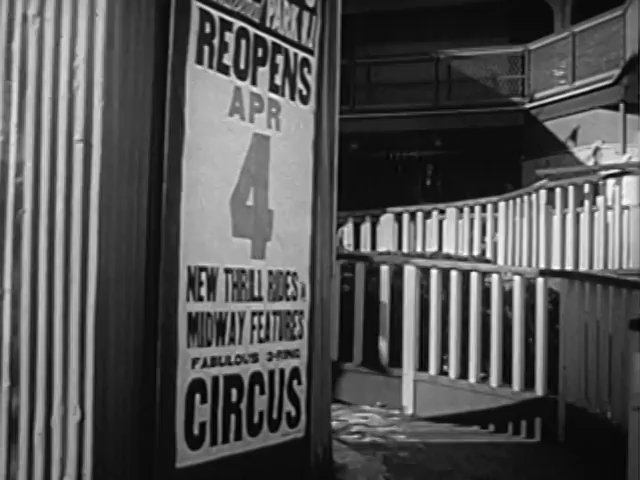 PARK
REOPENS
APR
4
NEW THRILL RIDES &
MIDWAY FEATURES
FABULOUS 3-RING
CIRCUS